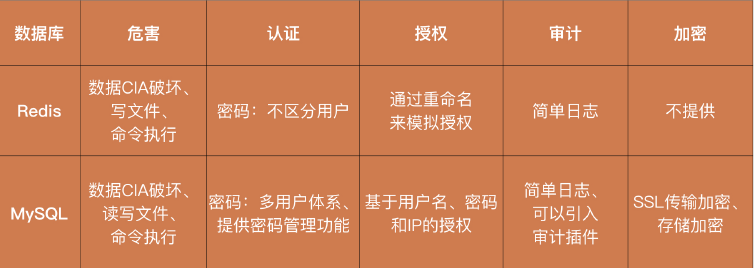 数据库 危害 认证 授权 审计 加密
Redis
数据CIA破坏、
写文件、
命令执行
密码：不区分用户
通过重命名
来模拟授权
简单日志
不提供
MySQL
数据CIA破坏、
读写文件、
命令执行
密码：多用户体系、
提供密码管理功能
基于用户名、密码
和IP的授权
简单日志、
可以引入
审计插件
SSL传输加密、
存储加密